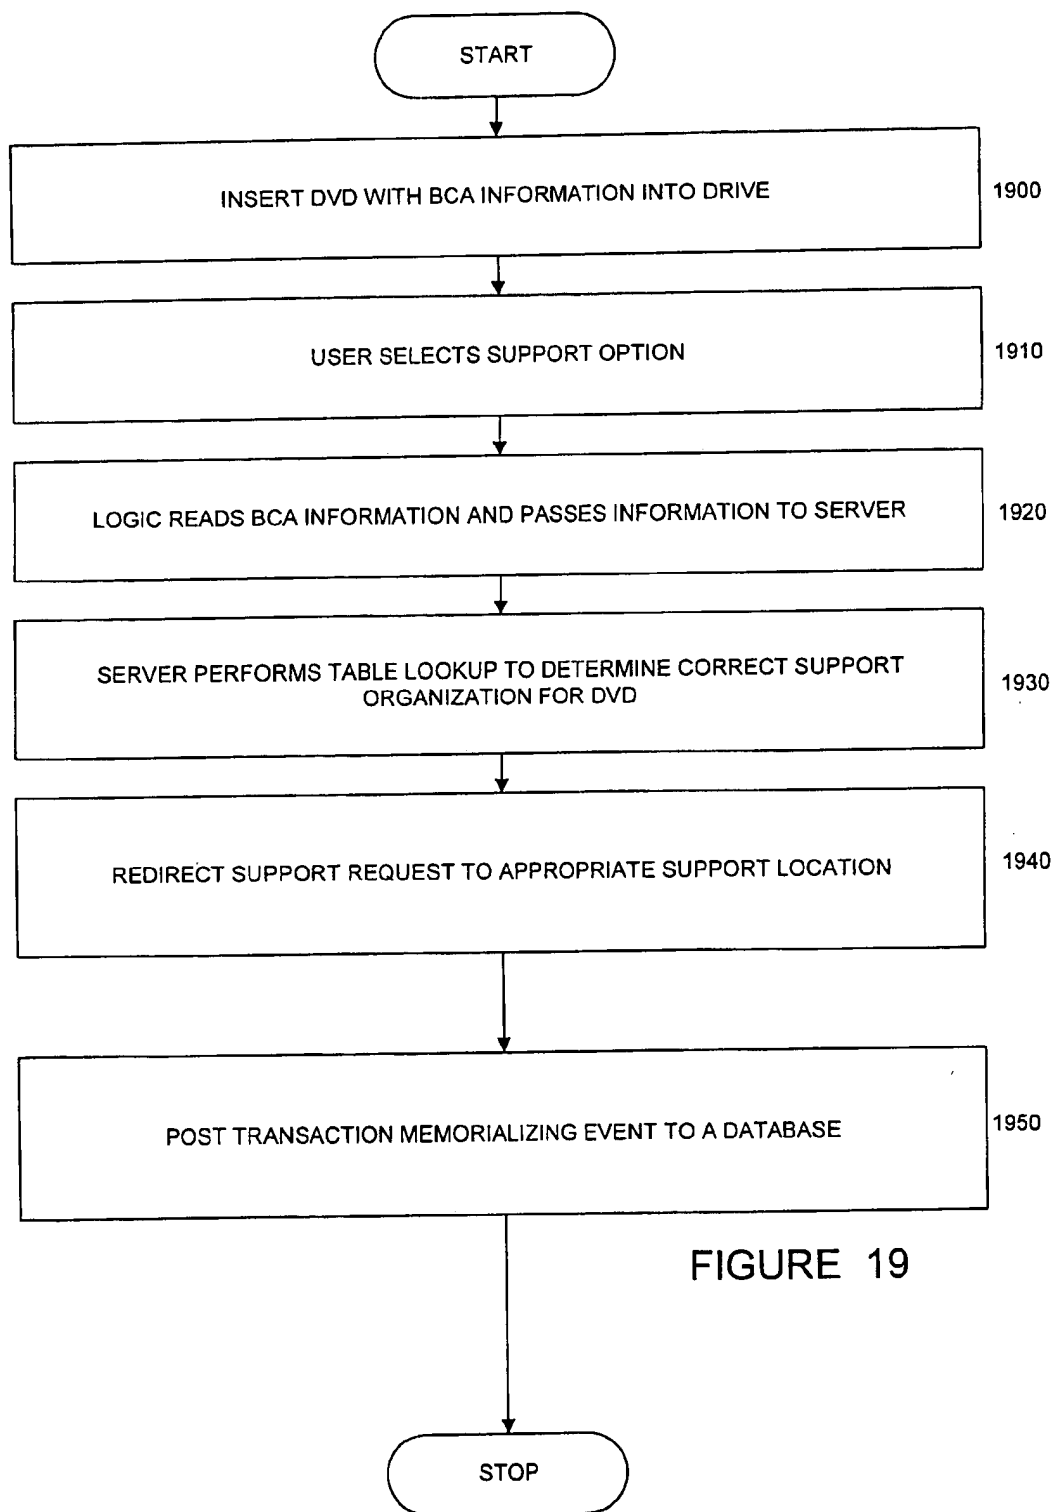 START
INSERT DVD WITH BCA INFORMATION INTO DRIVE
1900
USER SELECTS SUPPORT OPTION
1910
LOGIC READS BCA INFORMATION AND PASSES INFORMATION TO SERVER
1920
SERVER PERFORMS TABLE LOOKUP TO DETERMINE CORRECT SUPPORT
ORGANIZATION FOR DVD
1930
REDIRECT SUPPORT REQUEST TO APPROPRIATE SUPPORT LOCATION
1940
POST TRANSACTION MEMORIALIZING EVENT TO A DATABASE
1950
FIGURE 19
STOP